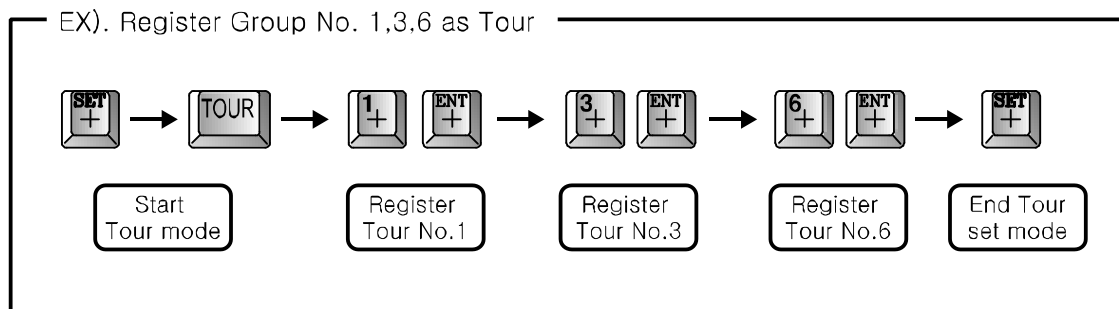 EX). Register Group No. 1,3,6 as Tour
SET + TOUR 1 + ENT + 3 + ENT + 6 + ENT + SET +
Start
Tour mode
Register
Tour No.1
Register
Tour No.3
Register
Tour No.6
End Tour
set mode